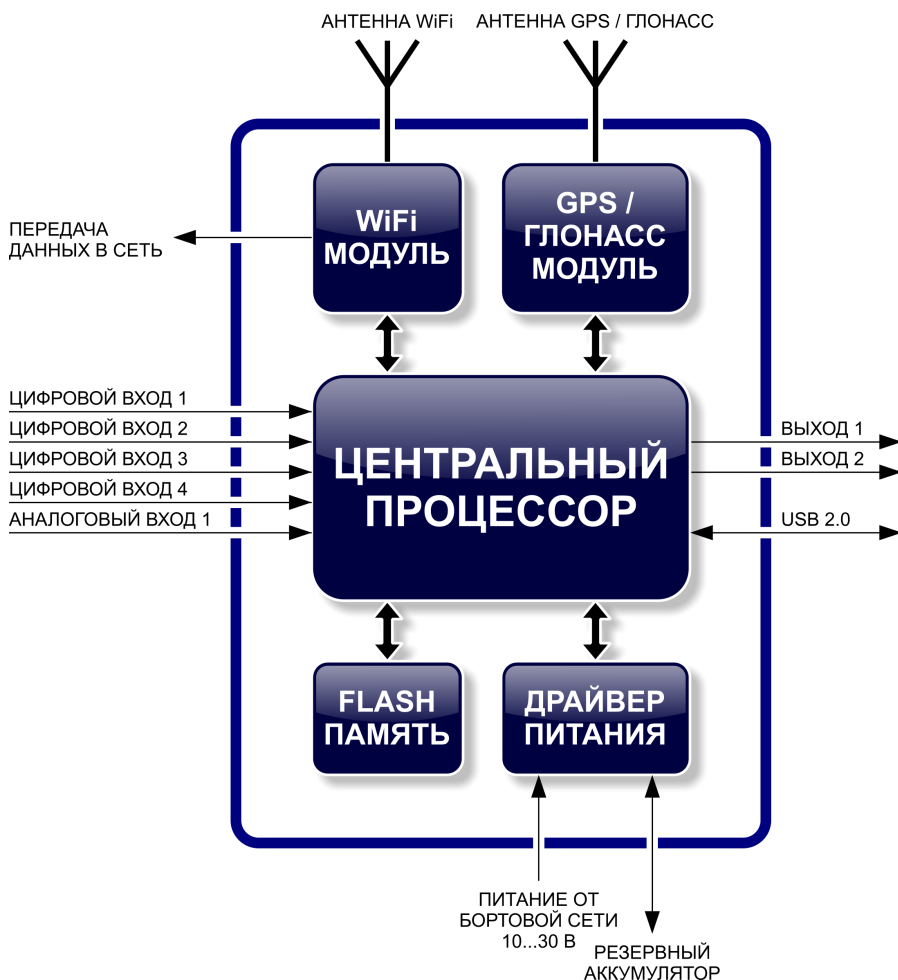 АНТЕННА WiFi
АНТЕННА GPS / ГЛОНАСС
WiFi
МОДУЛЬ
GPS /
ГЛОНАСС
МОДУЛЬ
ПЕРЕДАЧА
ДАННЫХ В СЕТЬ
ЦИФРОВОЙ ВХОД 1
ЦИФРОВОЙ ВХОД 2
ЦИФРОВОЙ ВХОД 3
ЦИФРОВОЙ ВХОД 4
АНАЛОГОВЫЙ ВХОД 1
ЦЕНТРАЛЬНЫЙ
ПРОЦЕССОР
ВЫХОД 1
ВЫХОД 2
USB 2.0
FLASH
ПАМЯТЬ
ДРАЙВЕР
ПИТАНИЯ
ПИТАНИЕ ОТ
БОРТОВОЙ СЕТИ
10...30 В
РЕЗЕРВНЫЙ
АККУМУЛЯТОР